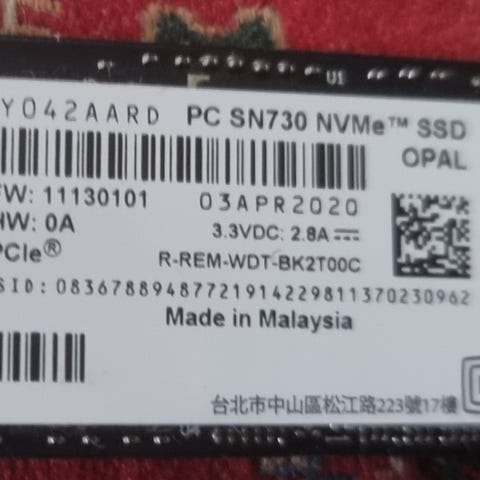 Y042AARD PC SN730 NVMe™ SSD
OPAL
FW: 11130101 03APR2020
HW: 0A 3.3VDC: 2.8A⎓
PCIe® R-REM-WDT-BK2T00C
SID:08367889487721914229811370230962
Made in Malaysia
台北市中山區松江路223號17樓
U1